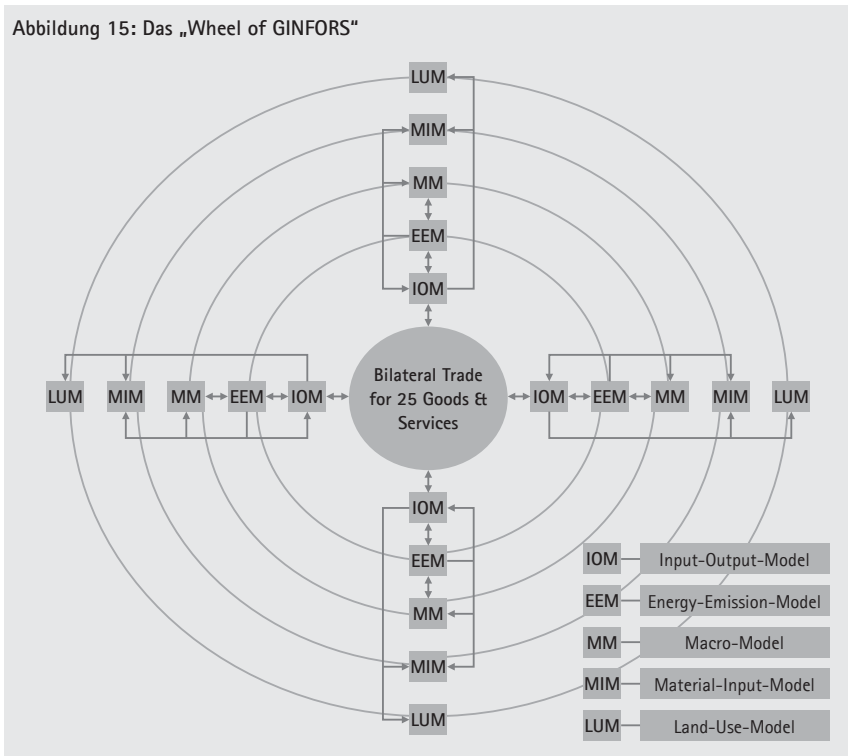 Abbildung 15: Das „Wheel of GINFORS“
LUM
MIM
MM
EEM
IOM
LUM MIM MM EEM IOM
Bilateral Trade
for 25 Goods &
Services
IOM EEM MM MIM LUM
IOM
EEM
MM
MIM
LUM
IOM Input-Output-Model
EEM Energy-Emission-Model
MM Macro-Model
MIM Material-Input-Model
LUM Land-Use-Model